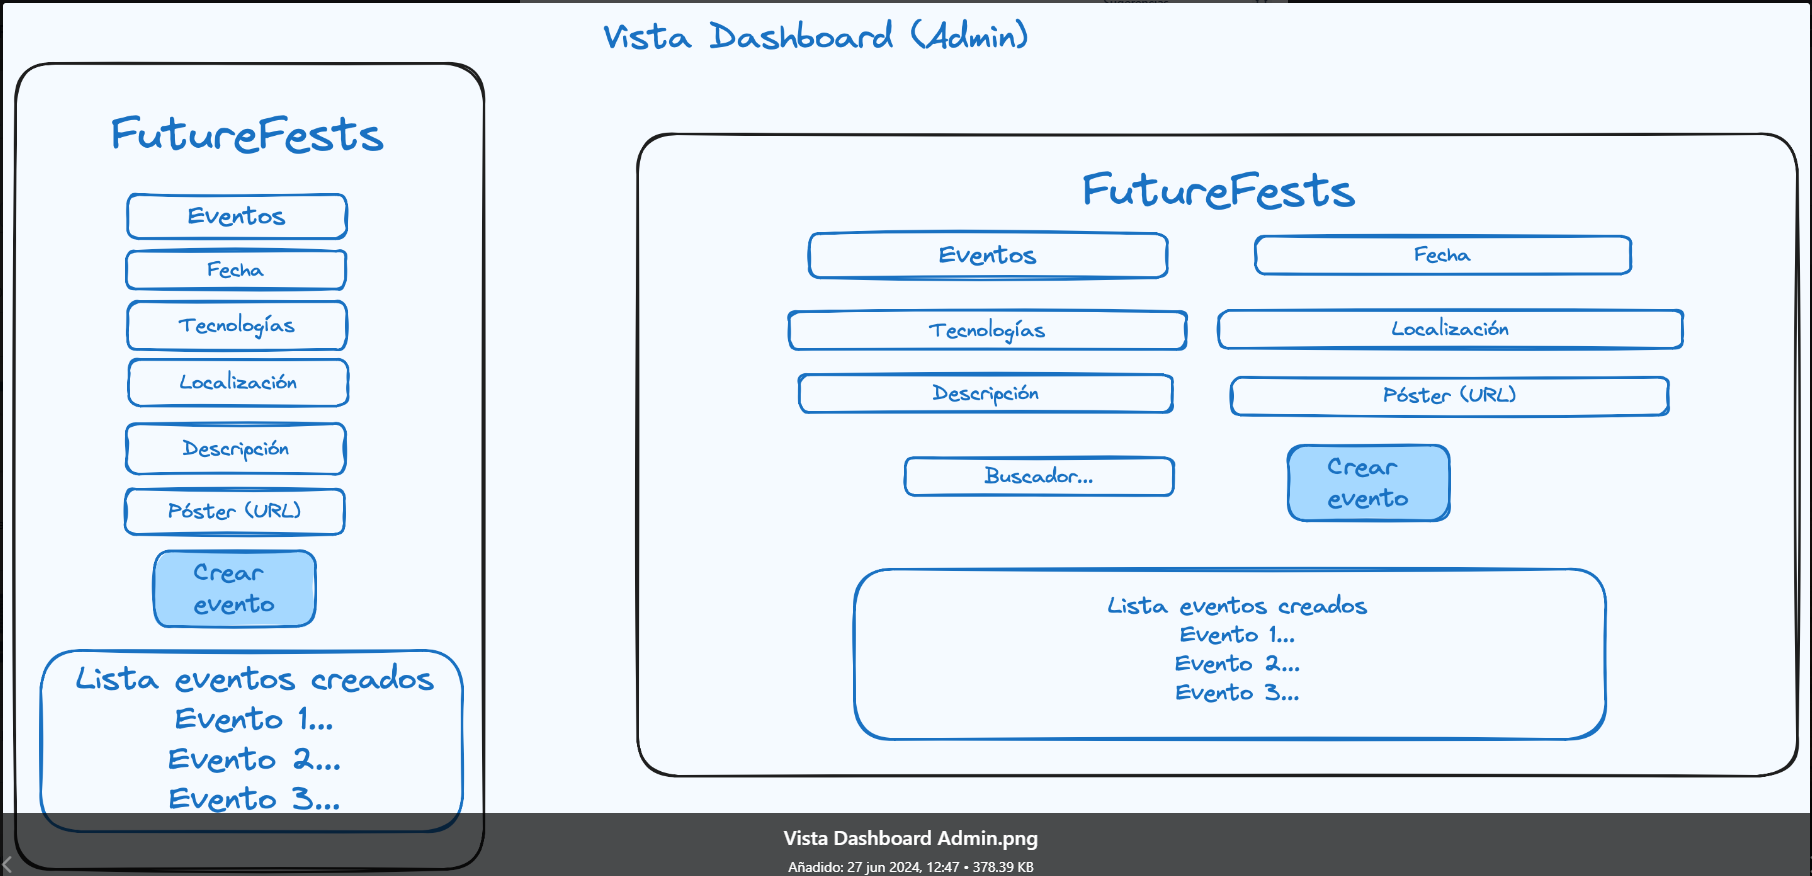 Vista Dashboard (Admin)
FutureFests
Eventos
Fecha
Tecnologías
Localización
Descripción
Póster (URL)
Crear
evento
Lista eventos creados
Evento 1...
Evento 2...
Evento 3...
FutureFests
Eventos
Fecha
Tecnologías
Localización
Descripción
Póster (URL)
Buscador...
Crear
evento
Lista eventos creados
Evento 1...
Evento 2...
Evento 3...
Vista Dashboard Admin.png
Añadido: 27 jun 2024, 12:47 • 378.39 KB